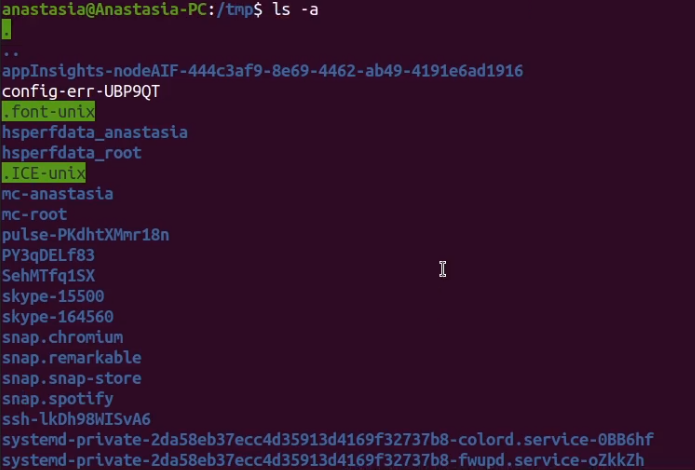 anastasia@Anastasia-PC:/tmp$ ls -a
.
..
appInsights-nodeAIF-444c3af9-8e69-4462-ab49-4191e6ad1916
config-err-UBP9QT
.font-unix
hsperfdata_anastasia
hsperfdata_root
.ICE-unix
mc-anastasia
mc-root
pulse-PKdhtXMmr18n
PY3qDELf83
SehMTfq1SX
skype-15500
skype-164560
snap.chromium
snap.remarkable
snap.snap-store
snap.spotify
ssh-lkDh98WISvA6
systemd-private-2da58eb37ecc4d35913d4169f32737b8-colord.service-0BB6hf
systemd-private-2da58eb37ecc4d35913d4169f32737b8-fwupd.service-oZkkZh